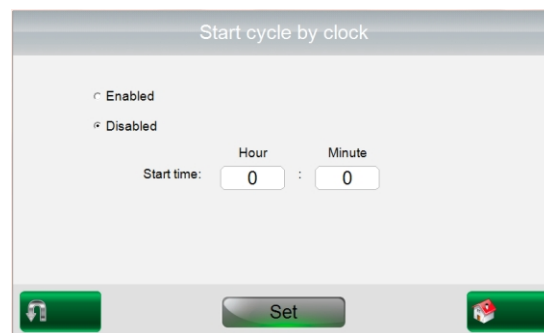 Start cycle by clock
Enabled
Disabled
Hour Minute
Start time: 0 : 0
Set